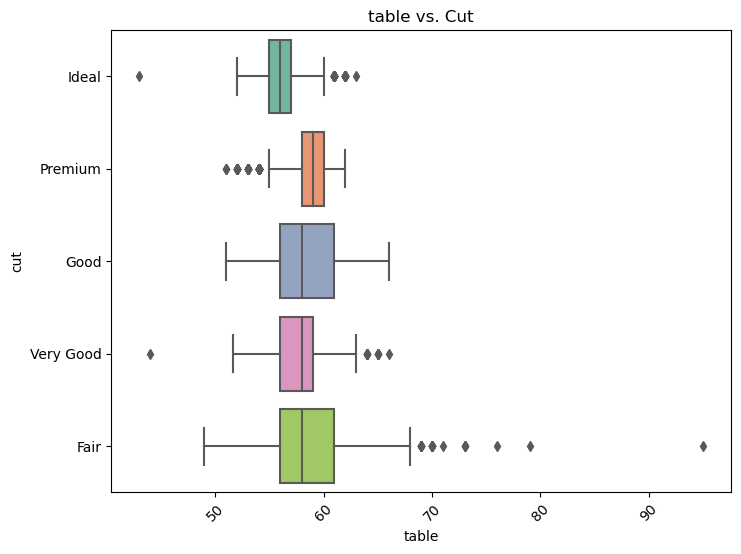 table vs. Cut
Ideal
Premium
Good
Very Good
Fair
cut
50
60
70
80
90
table